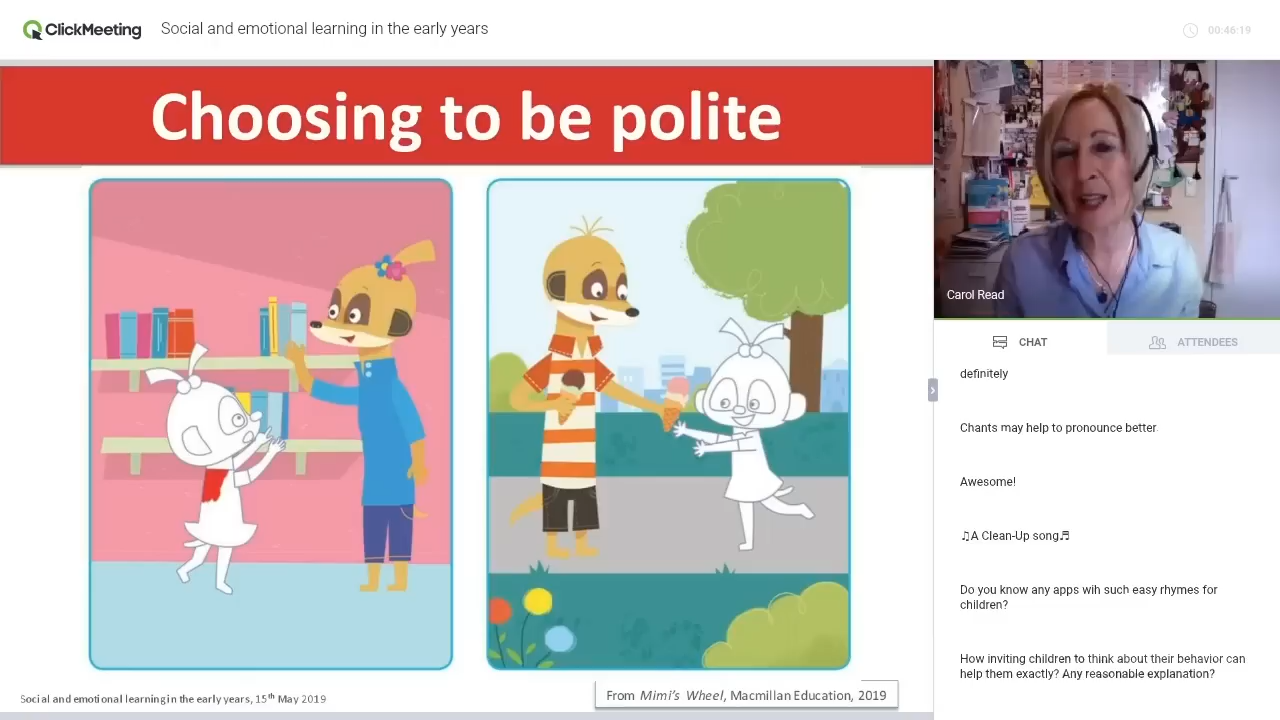 ClickMeeting
Social and emotional learning in the early years
00:46:19
Choosing to be polite
Carol Read
CHAT
ATTENDEES
definitely
Chants may help to pronounce better
Awesome!
♫A Clean-Up song♬
Do you know any apps wih such easy rhymes for
children?
How inviting children to think about their behavior can
help them exactly? Any reasonable explanation?
Social and emotional learning in the early years, 15th May 2019
From Mimi's Wheel, Macmillan Education, 2019